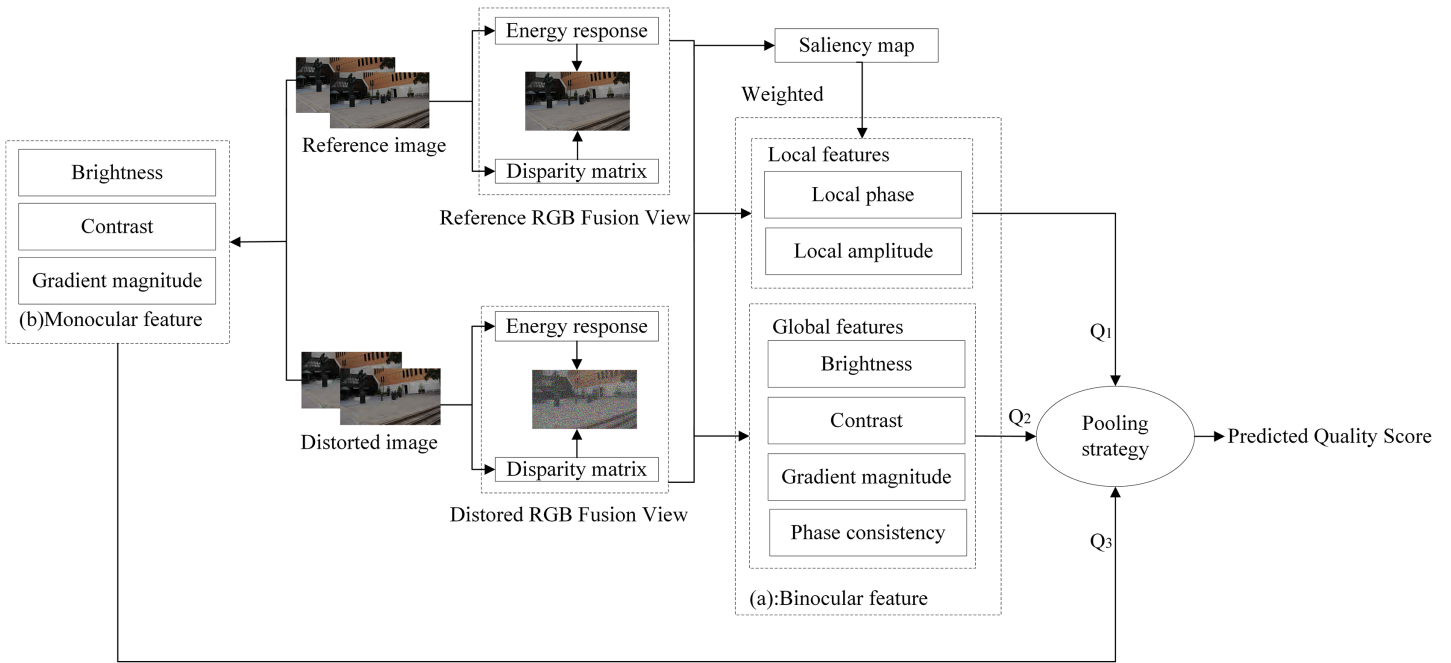 Energy response
Saliency map
Weighted
Reference image
Disparity matrix
Reference RGB Fusion View
Brightness
Contrast
Gradient magnitude
(b)Monocular feature
Local features
Local phase
Local amplitude
Energy response
Distorted image
Disparity matrix
Distored RGB Fusion View
Global features
Brightness
Contrast
Gradient magnitude
Phase consistency
(a):Binocular feature
Q1
Q2
Q3
Pooling
strategy
Predicted Quality Score